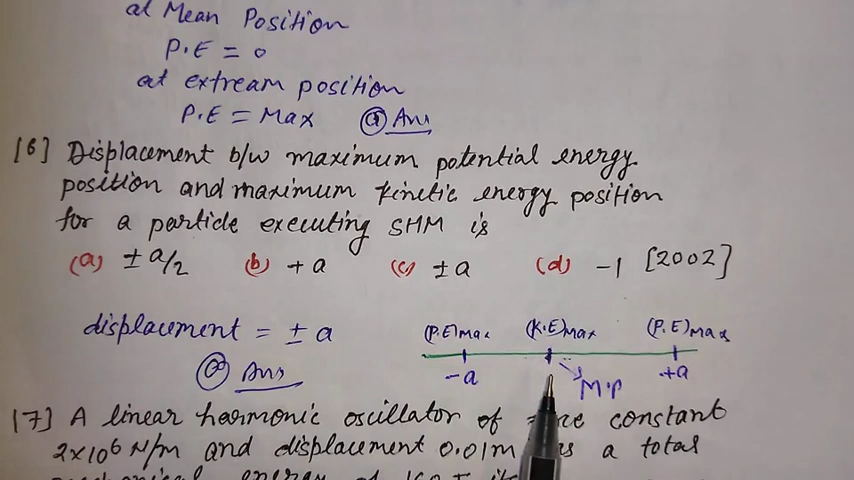 at Mean Position
P.E = 0
at extream position
P.E = Max (a) Ans
[6] Displacement b/w maximum potential energy
position and maximum kinetic energy position
for a particle executing SHM is
(a) ± a/2 (b) + a (c) ± a (d) -1 [2002]
displacement = ± a
(c) Ans
(P.E)Max (K.E)Max (P.E)Max
-a M.P +a
[7] A linear harmonic oscillator of constant
2×10⁶ N/m and displacement 0.01m a total
energy of